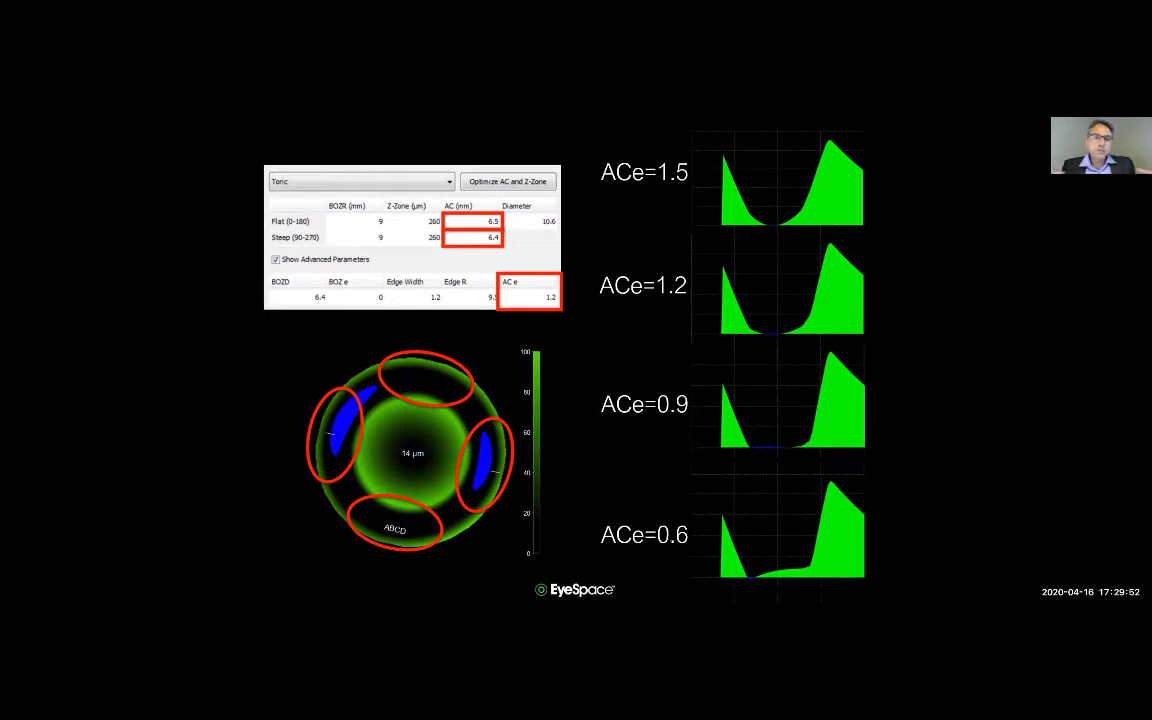 Toric Optimize AC and Z-Zone
BOZR (mm) Z-Zone (μm) AC (mm) Diameter
Flat (0-180) 9 260 6.5 10.6
Steep (90-270) 9 260 6.4
Show Advanced Parameters
BOZD BOZ e Edge Width Edge R AC e
6.4 0 1.2 9.5 1.2
ACe=1.5
ACe=1.2
ACe=0.9
ACe=0.6
100
80
60
40
20
0
14 μm
ABCD
EyeSpace™
2020-04-16 17:29:52